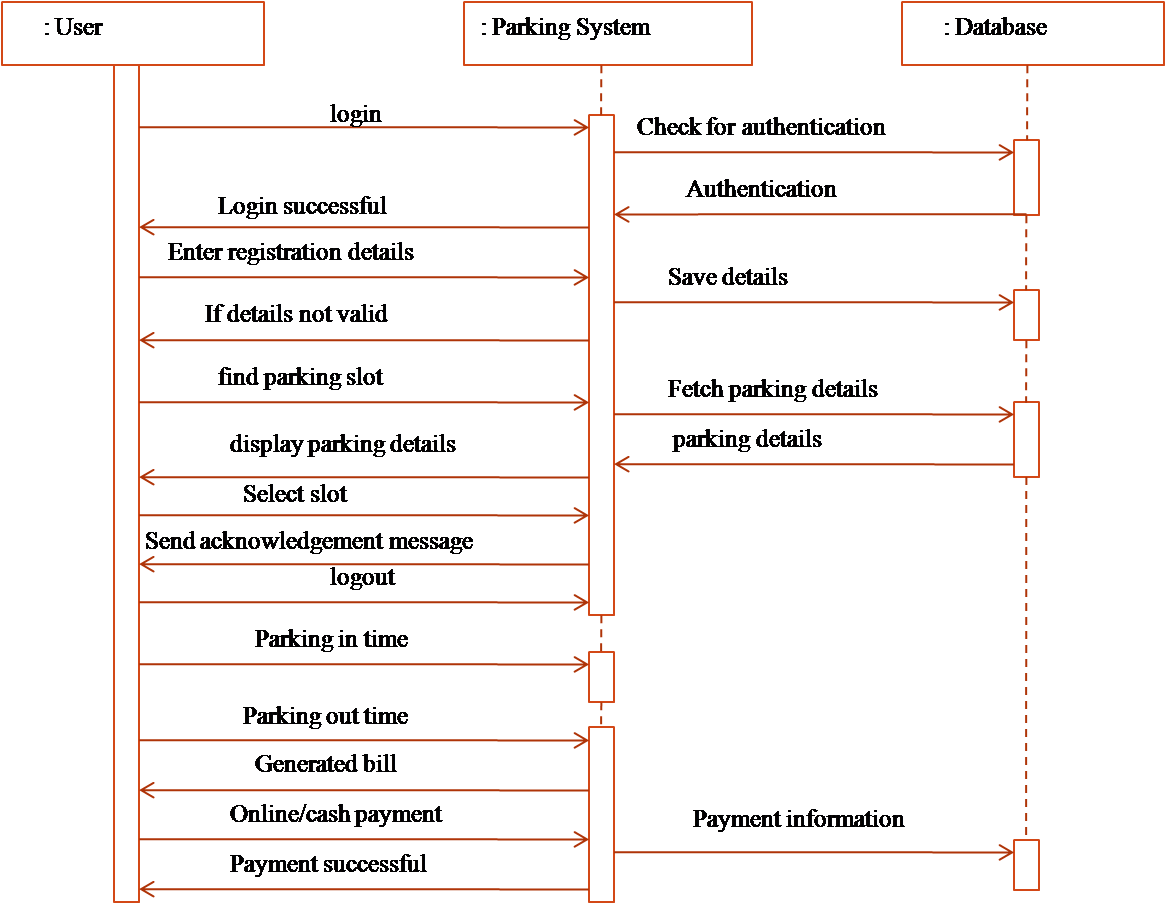 : User
: Parking System
: Database
login
Check for authentication
Authentication
Login successful
Enter registration details
Save details
If details not valid
find parking slot
Fetch parking details
parking details
display parking details
Select slot
Send acknowledgement message
logout
Parking in time
Parking out time
Generated bill
Online/cash payment
Payment information
Payment successful